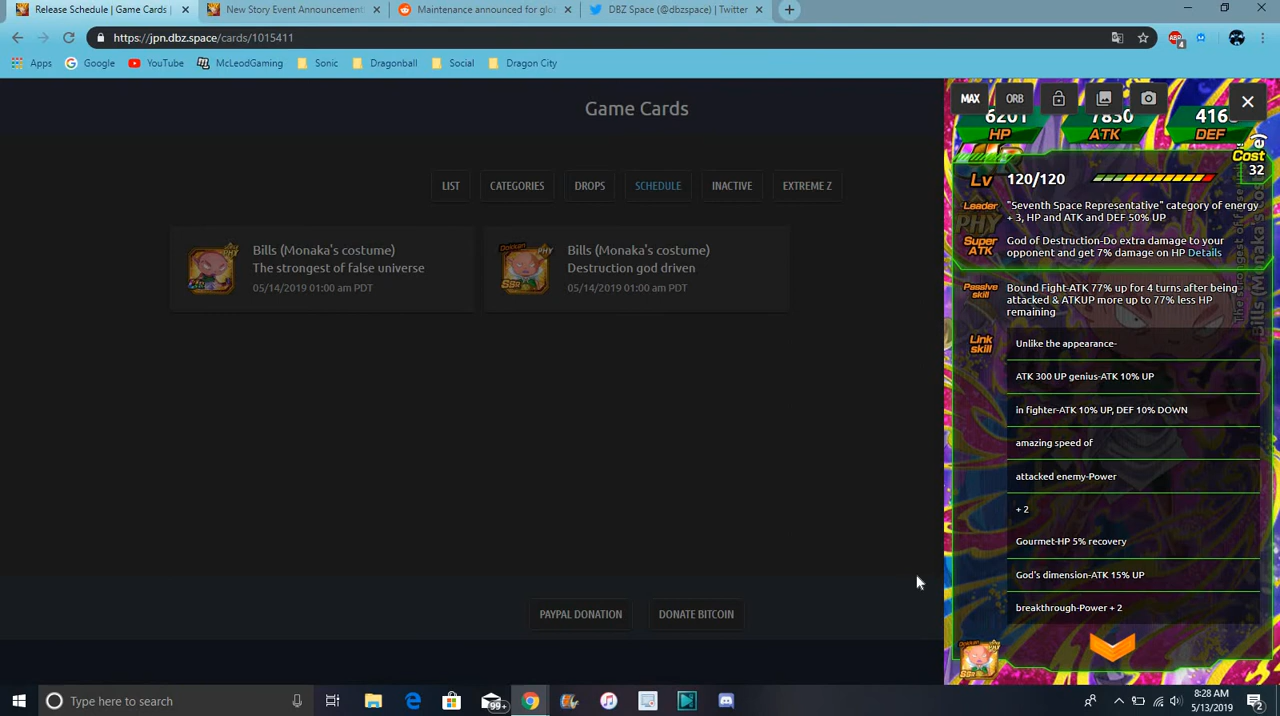 Release Schedule | Game Cards
New Story Event Announcement
Maintenance announced for glo
DBZ Space (@dbzspace) | Twitter
https://jpn.dbz.space/cards/1015411
4
Apps
Google
YouTube
McLeodGaming
Sonic
Dragonball
Social
Dragon City
Game Cards
LIST
CATEGORIES
DROPS
SCHEDULE
INACTIVE
EXTREME Z
Bills (Monaka's costume)
The strongest of false universe
05/14/2019 01:00 am PDT
Bills (Monaka's costume)
Destruction god driven
05/14/2019 01:00 am PDT
PAYPAL DONATION
DONATE BITCOIN
MAX
ORB
6201
7830
HP
ATK
DEF
Cost
32
Lv
120/120
Leader
"Seventh Space Representative" category of energy
+ 3, HP and ATK and DEF 50% UP
PHY
Super
ATK
God of Destruction-Do extra damage to your
opponent and get 7% damage on HP Details
Passive
skill
Bound Fight-ATK 77% up for 4 turns after being
attacked & ATKUP more up to 77% less HP
remaining
Link
skill
Unlike the appearance-
ATK 300 UP genius-ATK 10% UP
in fighter-ATK 10% UP, DEF 10% DOWN
amazing speed of
attacked enemy-Power
+ 2
Gourmet-HP 5% recovery
God's dimension-ATK 15% UP
breakthrough-Power + 2
Type here to search
99+
8:28 AM
5/13/2019
2